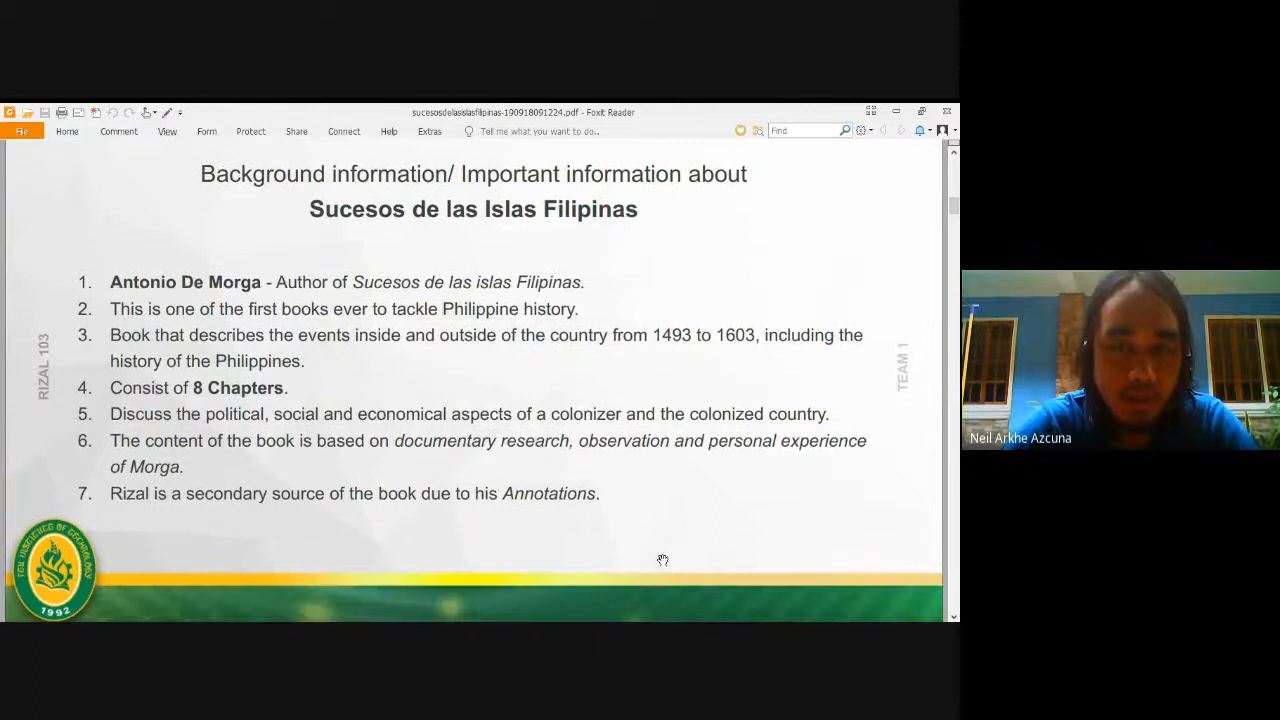 sucesosdelasislasfilipinas-190918091224.pdf - Foxit Reader
File Home Comment View Form Protect Share Connect Help Extras Tell me what you want to do.. Find
Background information/ Important information about
Sucesos de las Islas Filipinas
1. Antonio De Morga - Author of Sucesos de las islas Filipinas.
2. This is one of the first books ever to tackle Philippine history.
3. Book that describes the events inside and outside of the country from 1493 to 1603, including the
history of the Philippines.
4. Consist of 8 Chapters.
5. Discuss the political, social and economical aspects of a colonizer and the colonized country.
6. The content of the book is based on documentary research, observation and personal experience
of Morga.
7. Rizal is a secondary source of the book due to his Annotations.
RIZAL 103
TEAM 1
FEU INSTITUTE OF TECHNOLOGY
1992
Neil Arkhe Azcuna